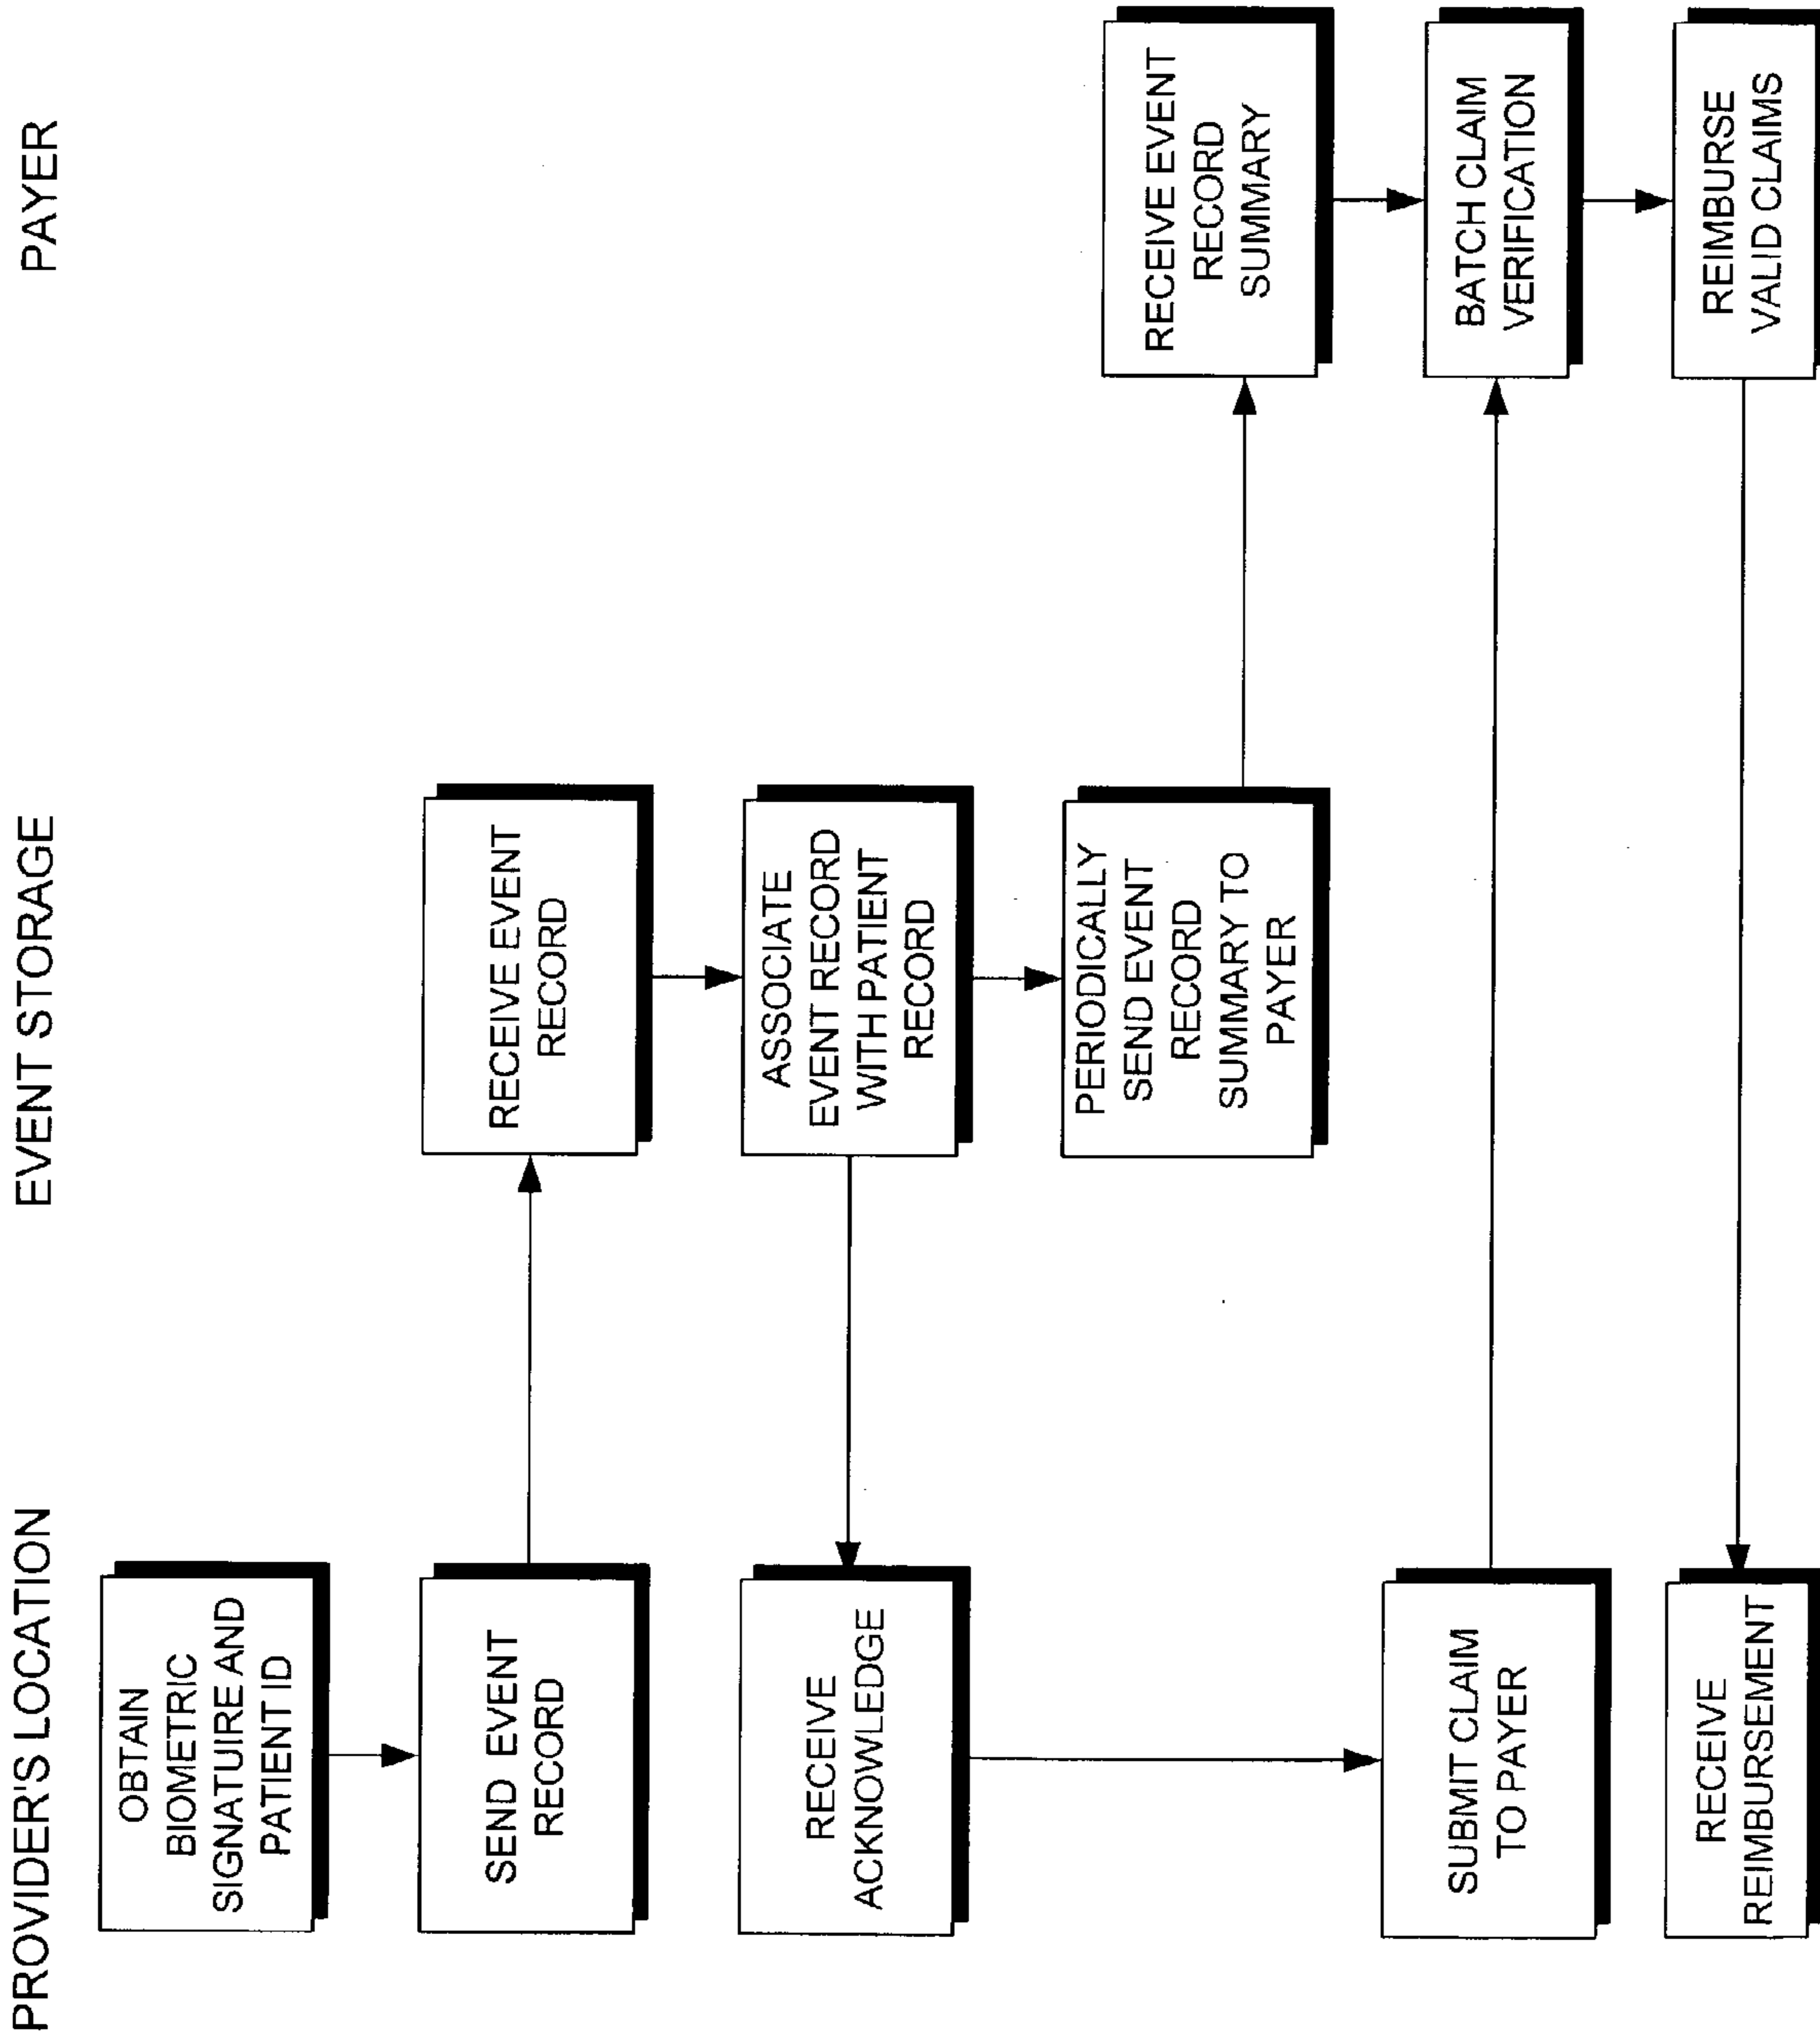 PROVIDER'S LOCATION
EVENT STORAGE
PAYER
OBTAIN
BIOMETRIC
SIGNATUIRE AND
PATIENT ID
SEND EVENT
RECORD
RECEIVE EVENT
RECORD
RECEIVE
ACKNOWLEDGE
ASSOCIATE
EVENT RECORD
WITH PATIENT
RECORD
PERIODICALLY
SEND EVENT
RECORD
SUMMARY TO
PAYER
RECEIVE EVENT
RECORD
SUMMARY
SUBMIT CLAIM
TO PAYER
BATCH CLAIM
VERIFICATION
RECEIVE
REIMBURSEMENT
REIMBURSE
VALID CLAIMS